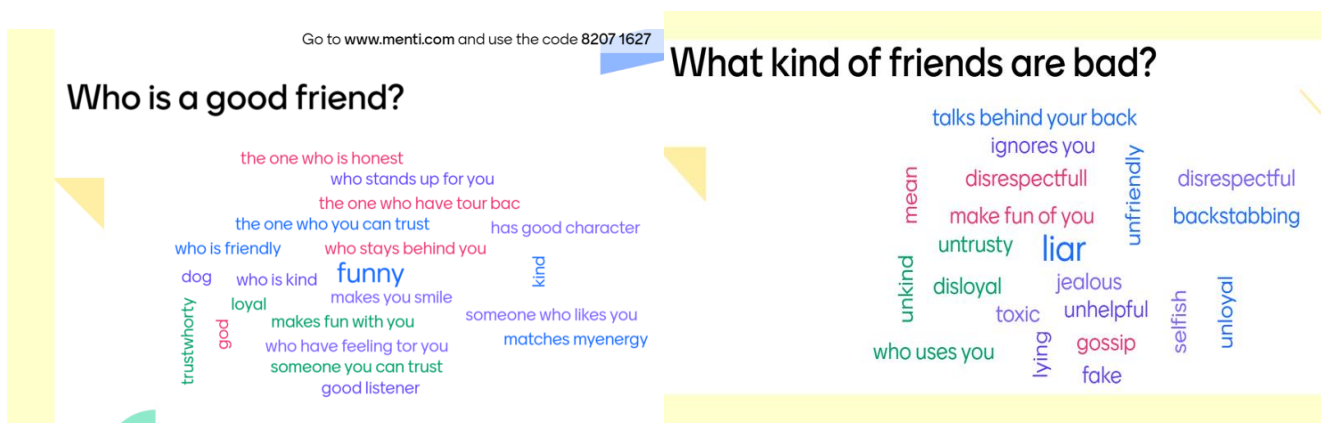 Go to www.menti.com and use the code 8207 1627
Who is a good friend?
the one who is honest
who stands up for you
the one who have tour bac
the one who you can trust
has good character
who is friendly
who stays behind you
dog
who is kind
funny
kind
makes you smile
trustwhorty
god
loyal
someone who likes you
makes fun with you
matches myenergy
who have feeling tor you
someone you can trust
good listener
What kind of friends are bad?
talks behind your back
ignores you
mean
disrespectfull
unfriendly
disrespectful
make fun of you
backstabbing
untrusty
liar
unkind
disloyal
jealous
toxic
unhelpful
selfish
unloyal
who uses you
lying
gossip
fake